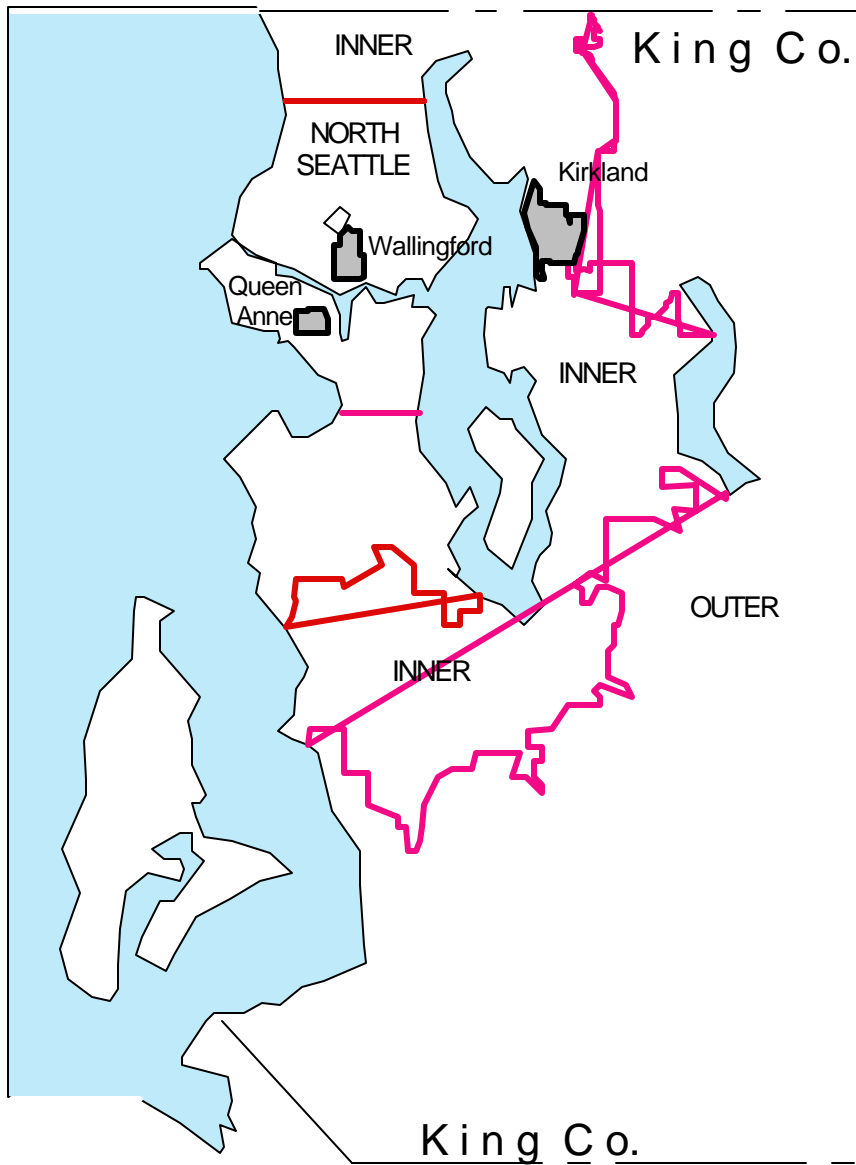 INNER
King Co.
NORTH
SEATTLE
Kirkland
Wallingford
Queen
Anne
INNER
OUTER
INNER
King Co.